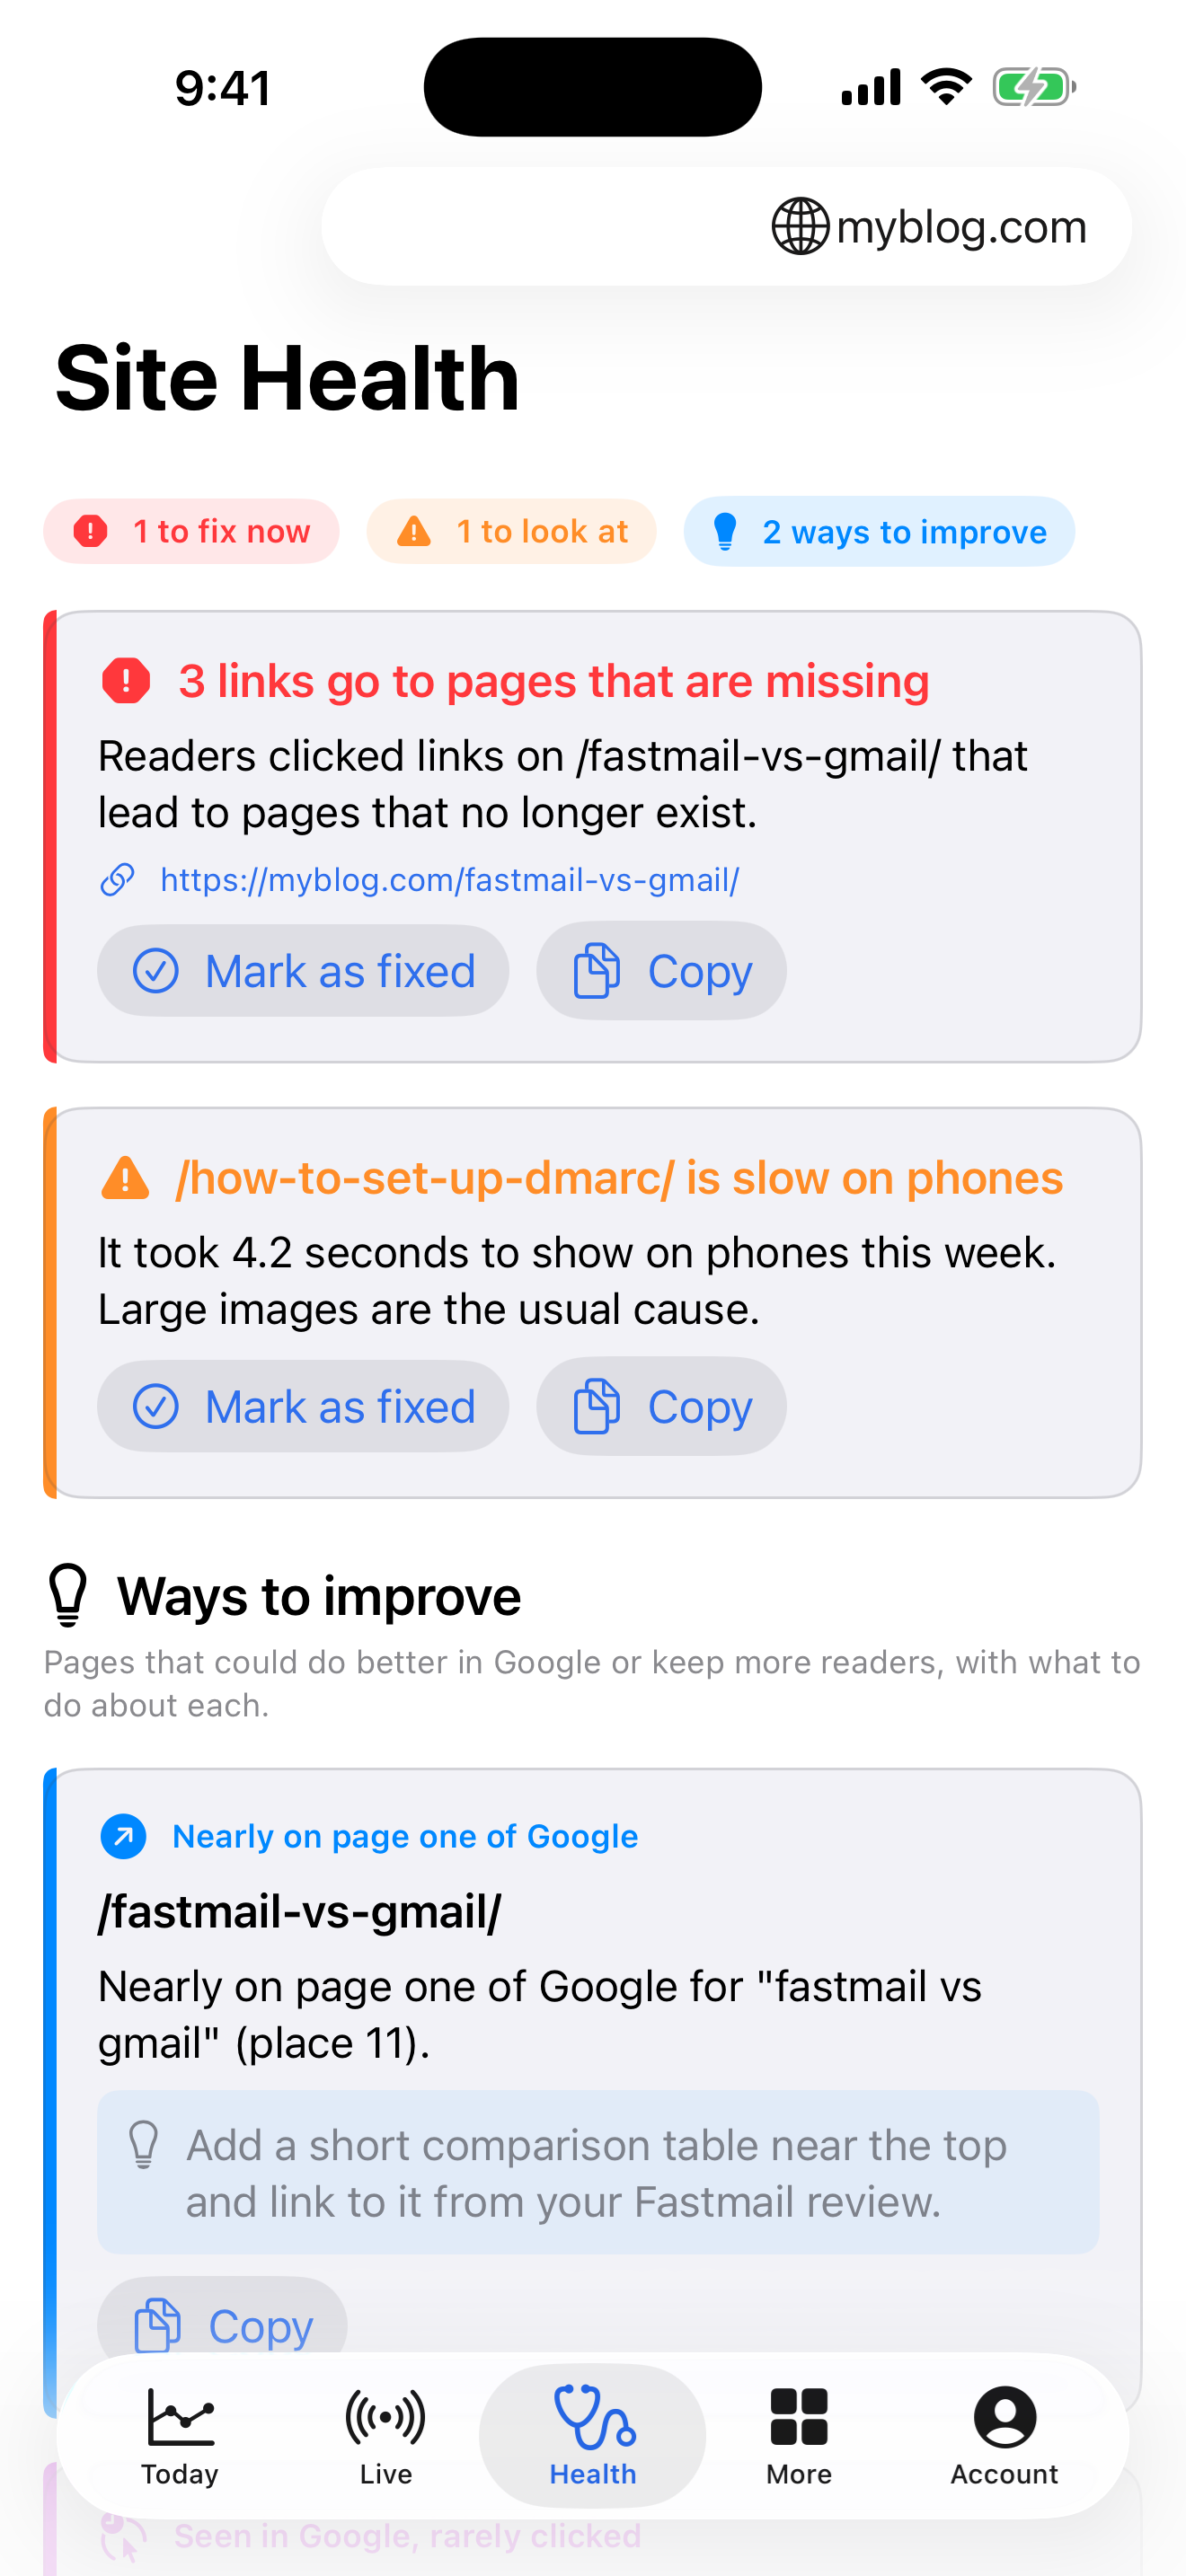 9:41
myblog.com
Site Health
1 to fix now
1 to look at
2 ways to improve
3 links go to pages that are missing
Readers clicked links on /fastmail-vs-gmail/ that
lead to pages that no longer exist.
https://myblog.com/fastmail-vs-gmail/
Mark as fixed
Copy
/how-to-set-up-dmarc/ is slow on phones
It took 4.2 seconds to show on phones this week.
Large images are the usual cause.
Mark as fixed
Copy
Ways to improve
Pages that could do better in Google or keep more readers, with what to
do about each.
Nearly on page one of Google
/fastmail-vs-gmail/
Nearly on page one of Google for "fastmail vs
gmail" (place 11).
Add a short comparison table near the top
and link to it from your Fastmail review.
Copy
Today
Live
Health
More
Account
Seen in Google, rarely clicked